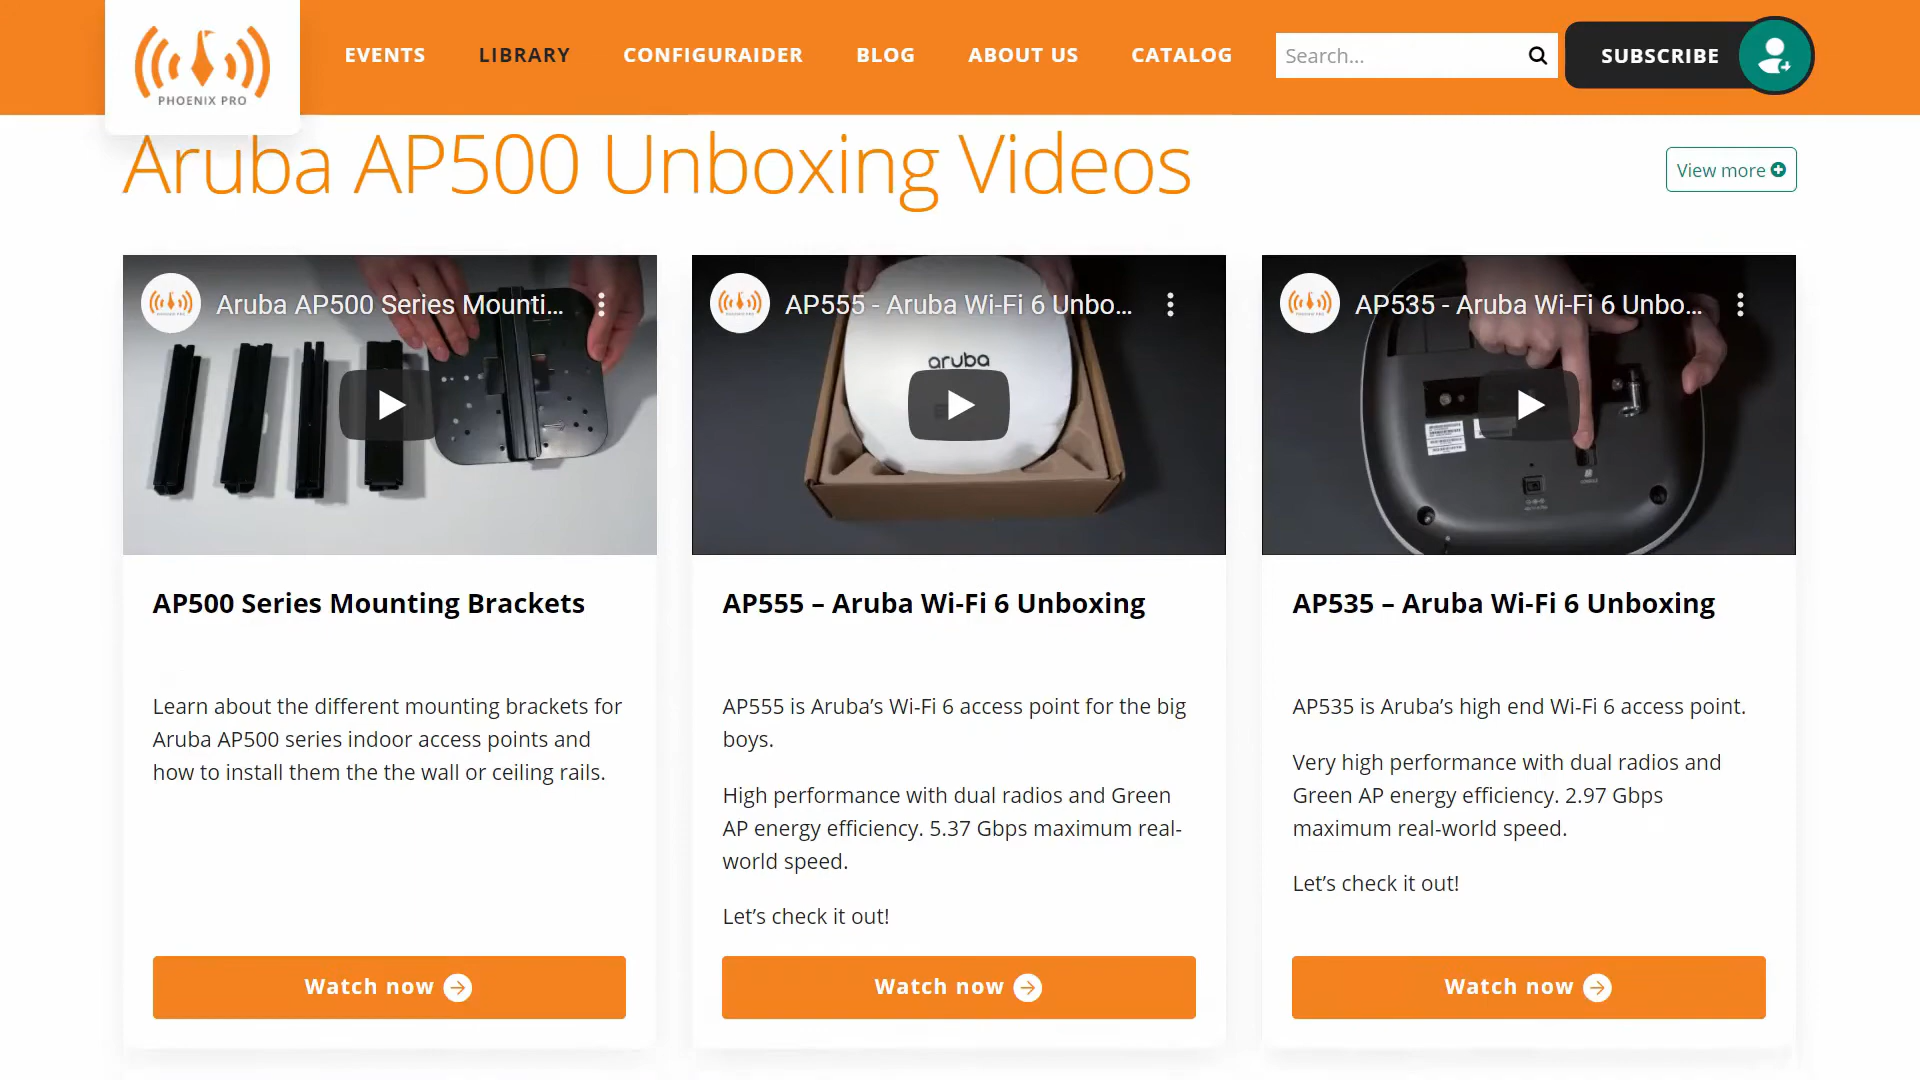 PHOENIX PRO
EVENTS LIBRARY CONFIGURAIDER BLOG ABOUT US CATALOG Search... SUBSCRIBE
Aruba AP500 Unboxing Videos
View more
Aruba AP500 Series Mounti...
AP555 - Aruba Wi-Fi 6 Unbo...
aruba
AP535 - Aruba Wi-Fi 6 Unbo...
AP500 Series Mounting Brackets
Learn about the different mounting brackets for
Aruba AP500 series indoor access points and
how to install them the the wall or ceiling rails.
Watch now
AP555 – Aruba Wi-Fi 6 Unboxing
AP555 is Aruba’s Wi-Fi 6 access point for the big
boys.
High performance with dual radios and Green
AP energy efficiency. 5.37 Gbps maximum real-
world speed.
Let’s check it out!
Watch now
AP535 – Aruba Wi-Fi 6 Unboxing
AP535 is Aruba’s high end Wi-Fi 6 access point.
Very high performance with dual radios and
Green AP energy efficiency. 2.97 Gbps
maximum real-world speed.
Let’s check it out!
Watch now